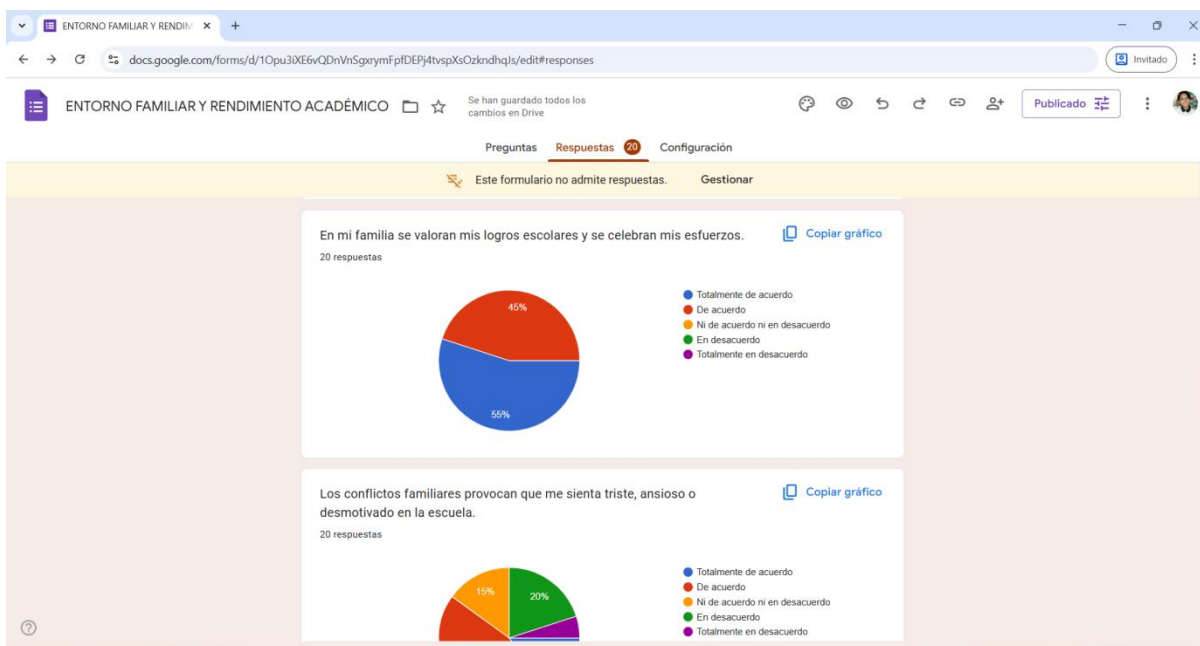 ENTORNO FAMILIAR Y RENDIM
docs.google.com/forms/d/1Opu3iXE6vQDnVnSgxrymFpfDEPj4tvspXsOzkndhqJs/edit#responses
Invitado
ENTORNO FAMILIAR Y RENDIMIENTO ACADÉMICO
Se han guardado todos los
cambios en Drive
Publicado
Preguntas Respuestas 20 Configuración
Este formulario no admite respuestas. Gestionar
En mi familia se valoran mis logros escolares y se celebran mis esfuerzos.
Copiar gráfico
20 respuestas
45%
55%
Totalmente de acuerdo
De acuerdo
Ni de acuerdo ni en desacuerdo
En desacuerdo
Totalmente en desacuerdo
Los conflictos familiares provocan que me sienta triste, ansioso o
desmotivado en la escuela.
Copiar gráfico
20 respuestas
15%
20%
Totalmente de acuerdo
De acuerdo
Ni de acuerdo ni en desacuerdo
En desacuerdo
Totalmente en desacuerdo